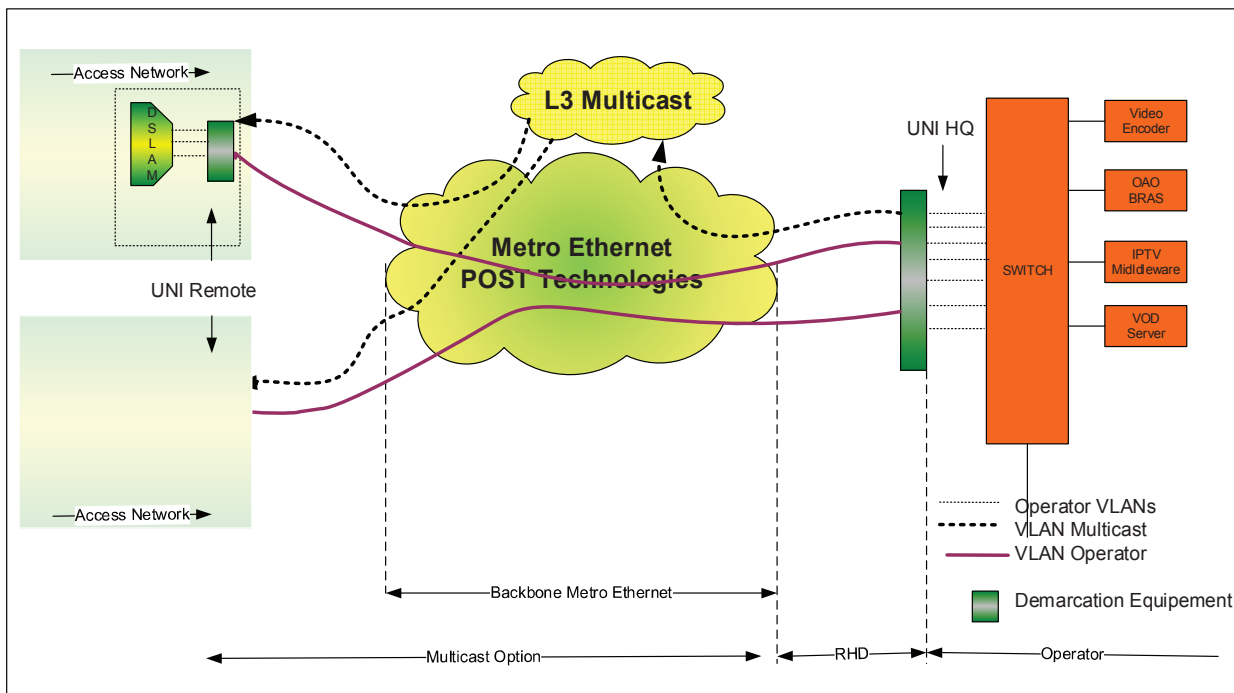 Access Network
D
S
L
A
M
UNI Remote
Access Network
L3 Multicast
Metro Ethernet
POST Technologies
UNI HQ
SWITCH
Video
Encoder
OAO
BRAS
IPTV
MidIdleware
VOD
Server
Operator VLANs
VLAN Multicast
VLAN Operator
Demarcation Equipement
Backbone Metro Ethernet
Multicast Option
RHD
Operator